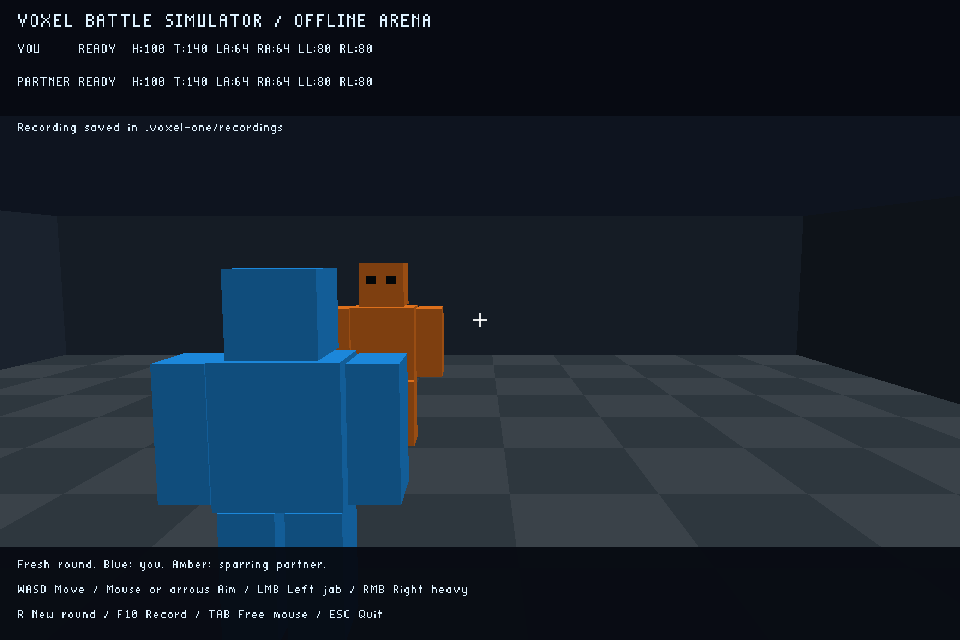 VOXEL BATTLE SIMULATOR / OFFLINE ARENA
YOU READY H:100 T:140 LA:64 RA:64 LL:80 RL:80
PARTNER READY H:100 T:140 LA:64 RA:64 LL:80 RL:80
Recording saved in .voxel-one/recordings
Fresh round. Blue: you. Amber: sparring partner.
WASD Move / Mouse or arrows Aim / LMB Left jab / RMB Right heavy
R New round / F10 Record / TAB Free mouse / ESC Quit